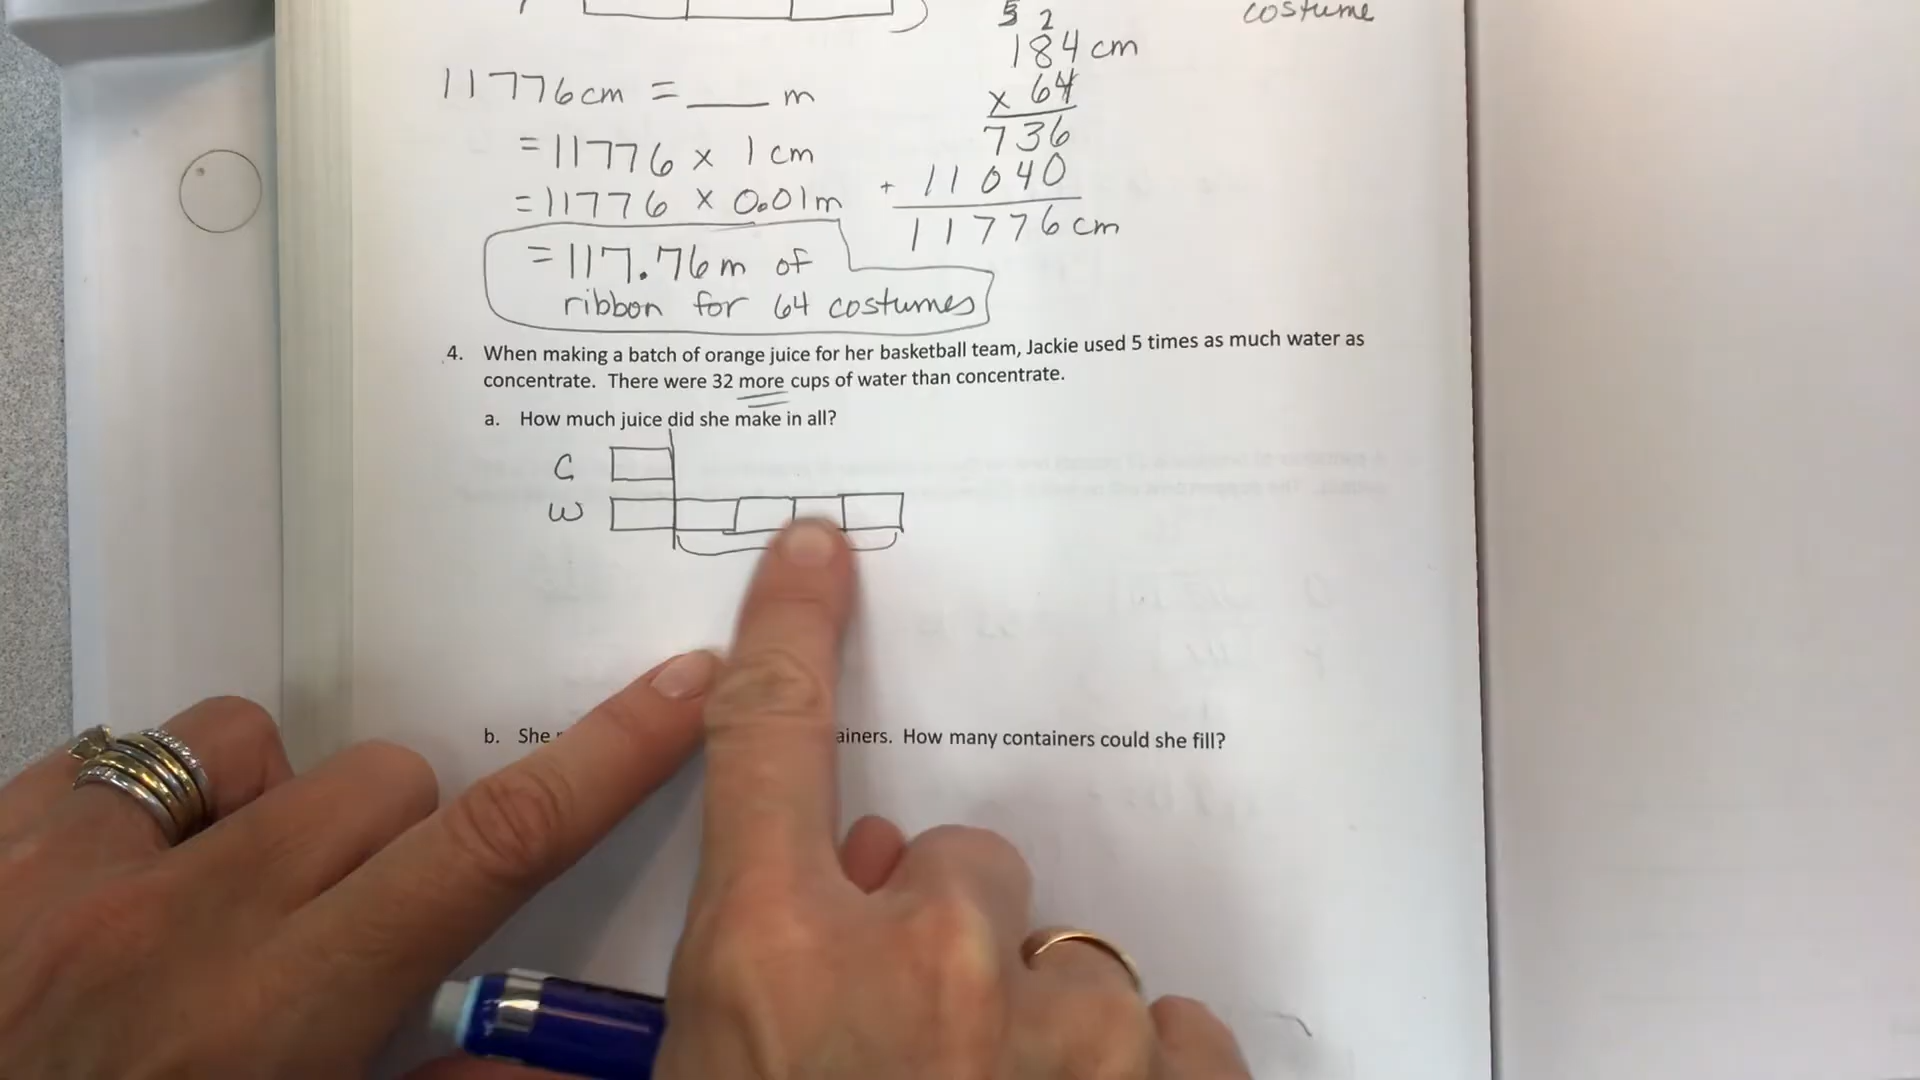 costume
5 2
184 cm
x 64
736
+ 11040
11776 cm
11776 cm = ___ m
= 11776 x 1 cm
= 11776 x 0.01 m
= 117.76 m of
ribbon for 64 costumes
4. When making a batch of orange juice for her basketball team, Jackie used 5 times as much water as
concentrate. There were 32 more cups of water than concentrate.
a. How much juice did she make in all?
C
W
b. She ainers. How many containers could she fill?